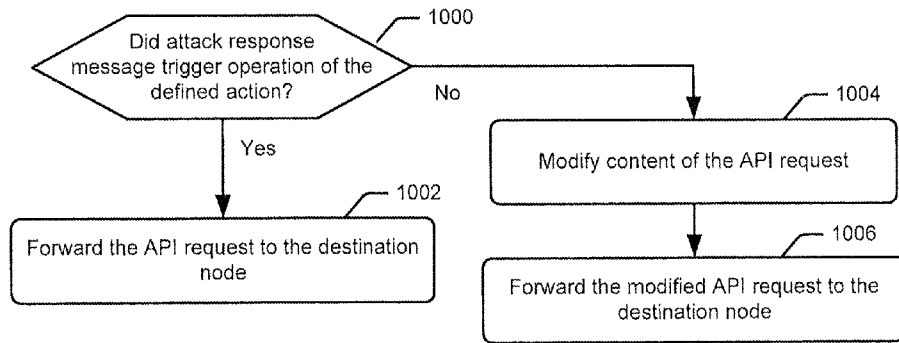 1000
Did attack response
message trigger operation of the
defined action?
No
Yes
1004
Modify content of the API request
1002
Forward the API request to the destination
node
1006
Forward the modified API request to the
destination node